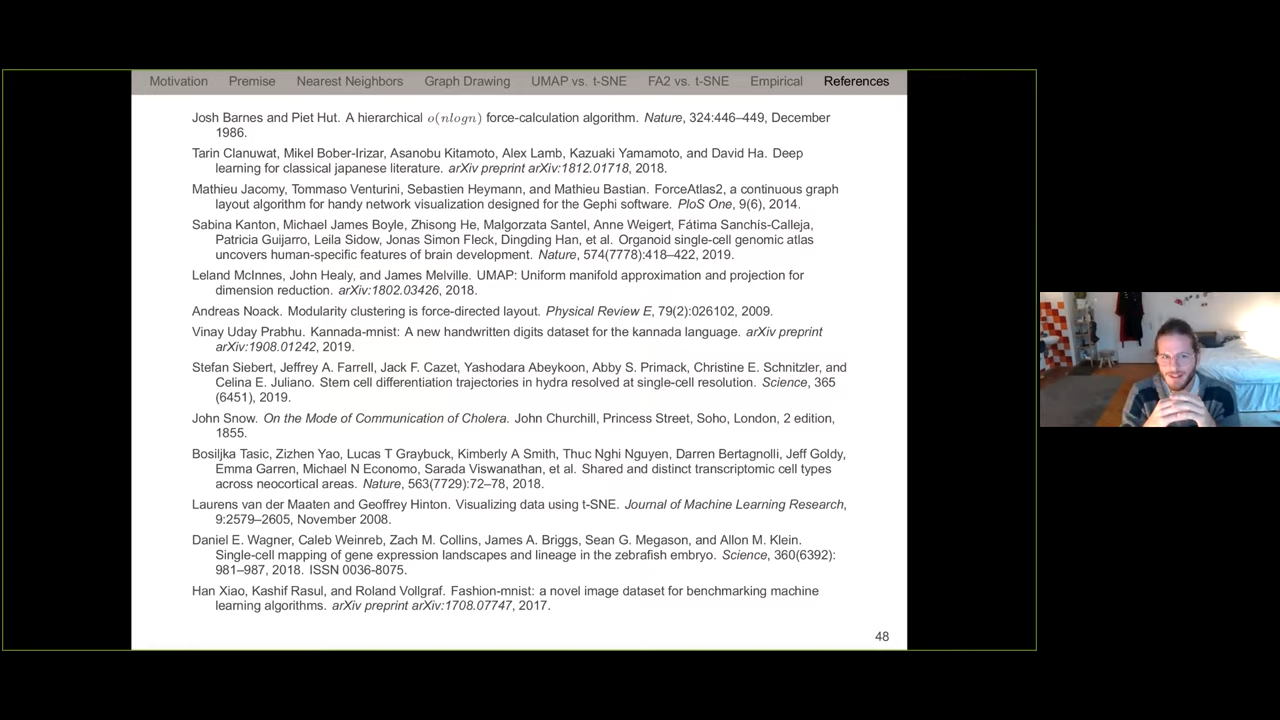 Motivation Premise Nearest Neighbors Graph Drawing UMAP vs. t-SNE FA2 vs. t-SNE Empirical References
Josh Barnes and Piet Hut. A hierarchical o(nlogn) force-calculation algorithm. Nature, 324:446–449, December
1986.
Tarin Clanuwat, Mikel Bober-Irizar, Asanobu Kitamoto, Alex Lamb, Kazuaki Yamamoto, and David Ha. Deep
learning for classical japanese literature. arXiv preprint arXiv:1812.01718, 2018.
Mathieu Jacomy, Tommaso Venturini, Sebastien Heymann, and Mathieu Bastian. ForceAtlas2, a continuous graph
layout algorithm for handy network visualization designed for the Gephi software. PloS One, 9(6), 2014.
Sabina Kanton, Michael James Boyle, Zhisong He, Malgorzata Santel, Anne Weigert, Fátima Sanchís-Calleja,
Patricia Guijarro, Leila Sidow, Jonas Simon Fleck, Dingding Han, et al. Organoid single-cell genomic atlas
uncovers human-specific features of brain development. Nature, 574(7778):418–422, 2019.
Leland McInnes, John Healy, and James Melville. UMAP: Uniform manifold approximation and projection for
dimension reduction. arXiv:1802.03426, 2018.
Andreas Noack. Modularity clustering is force-directed layout. Physical Review E, 79(2):026102, 2009.
Vinay Uday Prabhu. Kannada-mnist: A new handwritten digits dataset for the kannada language. arXiv preprint
arXiv:1908.01242, 2019.
Stefan Siebert, Jeffrey A. Farrell, Jack F. Cazet, Yashodara Abeykoon, Abby S. Primack, Christine E. Schnitzler, and
Celina E. Juliano. Stem cell differentiation trajectories in hydra resolved at single-cell resolution. Science, 365
(6451), 2019.
John Snow. On the Mode of Communication of Cholera. John Churchill, Princess Street, Soho, London, 2 edition,
1855.
Bosiljka Tasic, Zizhen Yao, Lucas T Graybuck, Kimberly A Smith, Thuc Nghi Nguyen, Darren Bertagnolli, Jeff Goldy,
Emma Garren, Michael N Economo, Sarada Viswanathan, et al. Shared and distinct transcriptomic cell types
across neocortical areas. Nature, 563(7729):72–78, 2018.
Laurens van der Maaten and Geoffrey Hinton. Visualizing data using t-SNE. Journal of Machine Learning Research,
9:2579–2605, November 2008.
Daniel E. Wagner, Caleb Weinreb, Zach M. Collins, James A. Briggs, Sean G. Megason, and Allon M. Klein.
Single-cell mapping of gene expression landscapes and lineage in the zebrafish embryo. Science, 360(6392):
981–987, 2018. ISSN 0036-8075.
Han Xiao, Kashif Rasul, and Roland Vollgraf. Fashion-mnist: a novel image dataset for benchmarking machine
learning algorithms. arXiv preprint arXiv:1708.07747, 2017.
48